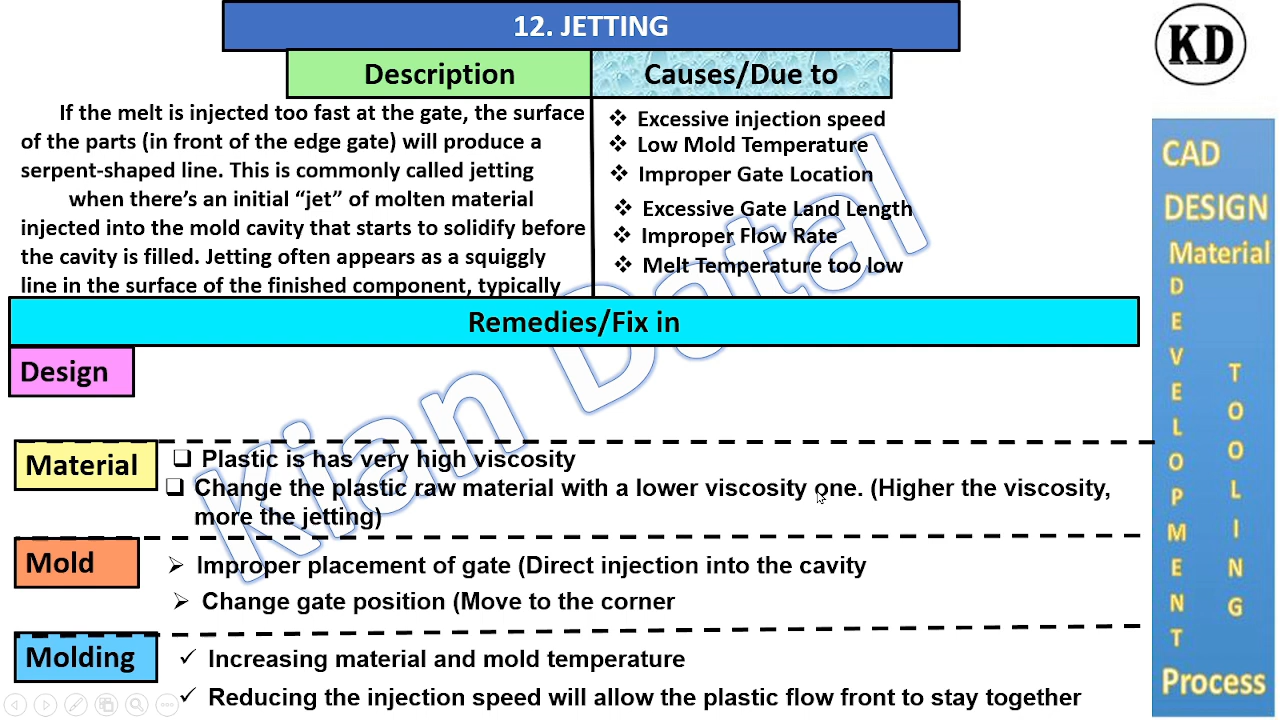 12. JETTING
Description
Causes/Due to
If the melt is injected too fast at the gate, the surface
of the parts (in front of the edge gate) will produce a
serpent-shaped line. This is commonly called jetting
when there’s an initial “jet” of molten material
injected into the mold cavity that starts to solidify before
the cavity is filled. Jetting often appears as a squiggly
line in the surface of the finished component, typically
❖ Excessive injection speed
❖ Low Mold Temperature
❖ Improper Gate Location
❖ Excessive Gate Land Length
❖ Improper Flow Rate
❖ Melt Temperature too low
Remedies/Fix in
Design
Material
❑ Plastic is has very high viscosity
❑ Change the plastic raw material with a lower viscosity one. (Higher the viscosity,
more the jetting)
Mold
➢ Improper placement of gate (Direct injection into the cavity
➢ Change gate position (Move to the corner
Molding
✓ Increasing material and mold temperature
✓ Reducing the injection speed will allow the plastic flow front to stay together
KD
CAD
DESIGN
Material
DEVELOPMENT
TOOLING
Process
Kian Dattal